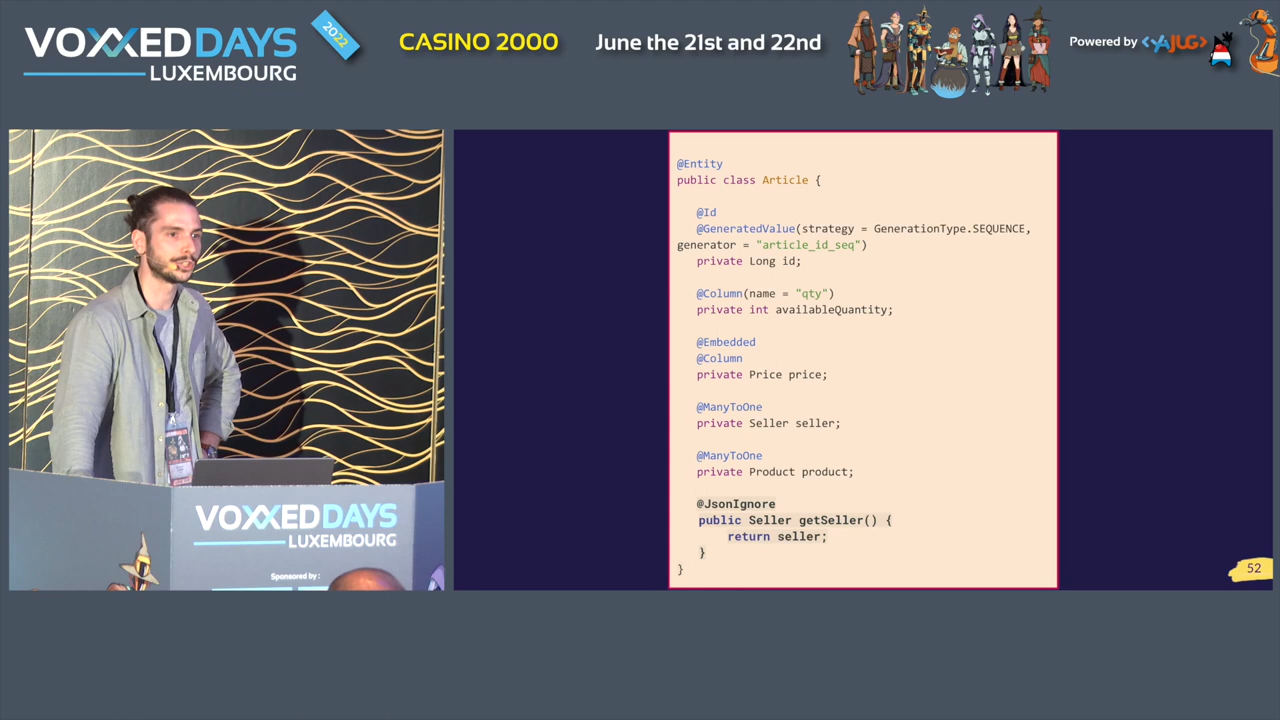 VOXXED DAYS
LUXEMBOURG
2022
CASINO 2000
June the 21st and 22nd
Powered by <YAJUG>
@Entity
public class Article {
@Id
@GeneratedValue(strategy = GenerationType.SEQUENCE,
generator = "article_id_seq")
private Long id;
@Column(name = "qty")
private int availableQuantity;
@Embedded
@Column
private Price price;
@ManyToOne
private Seller seller;
@ManyToOne
private Product product;
@JsonIgnore
public Seller getSeller() {
return seller;
}
}
52
VOXXED DAYS
LUXEMBOURG
Sponsored by :